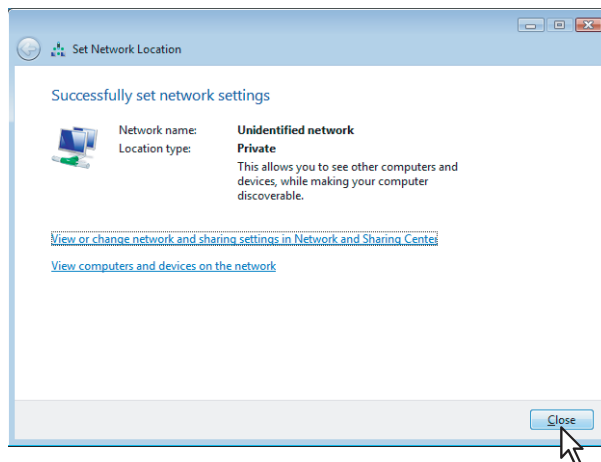 Set Network Location
Successfully set network settings
Network name: Unidentified network
Location type: Private
This allows you to see other computers and
devices, while making your computer
discoverable.
View or change network and sharing settings in Network and Sharing Center
View computers and devices on the network
Close